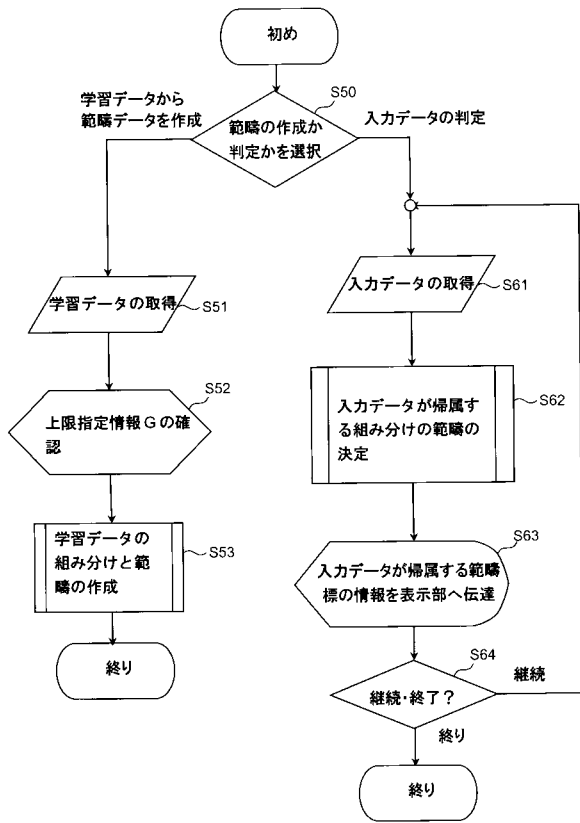 初め
S50
学習データから
範疇データを作成
範疇の作成か
判定かを選択
入力データの判定
学習データの取得
S51
上限指定情報Gの確
認
S52
学習データの
組み分けと範
疇の作成
S53
終り
入力データの取得
S61
入力データが帰属す
る組み分けの範疇の
決定
S62
入力データが帰属する範疇
標の情報を表示部へ伝達
S63
継続・終了？
S64
継続
終り
終り